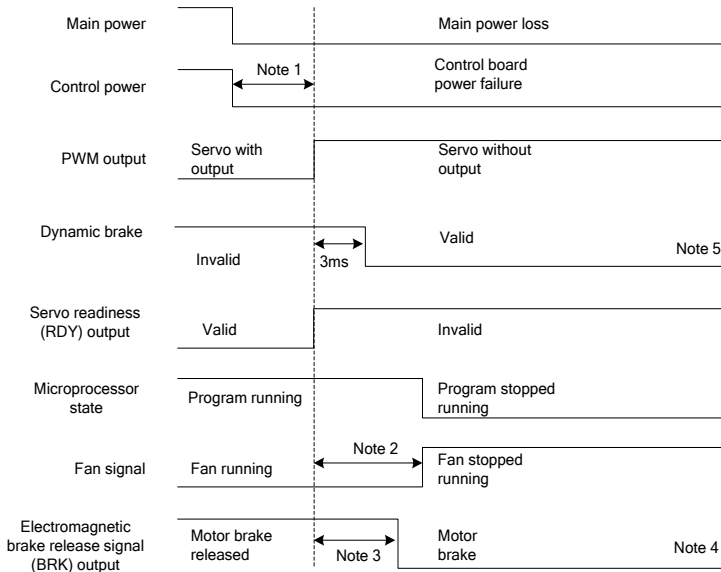 Main power
Main power loss
Control power
Note 1
Control board
power failure
PWM output
Servo with
output
Servo without
output
Dynamic brake
Invalid
3ms
Valid
Note 5
Servo readiness
(RDY) output
Valid
Invalid
Microprocessor
state
Program running
Program stopped
running
Fan signal
Fan running
Note 2
Fan stopped
running
Electromagnetic
brake release signal
(BRK) output
Motor brake
released
Note 3
Motor
brake
Note 4